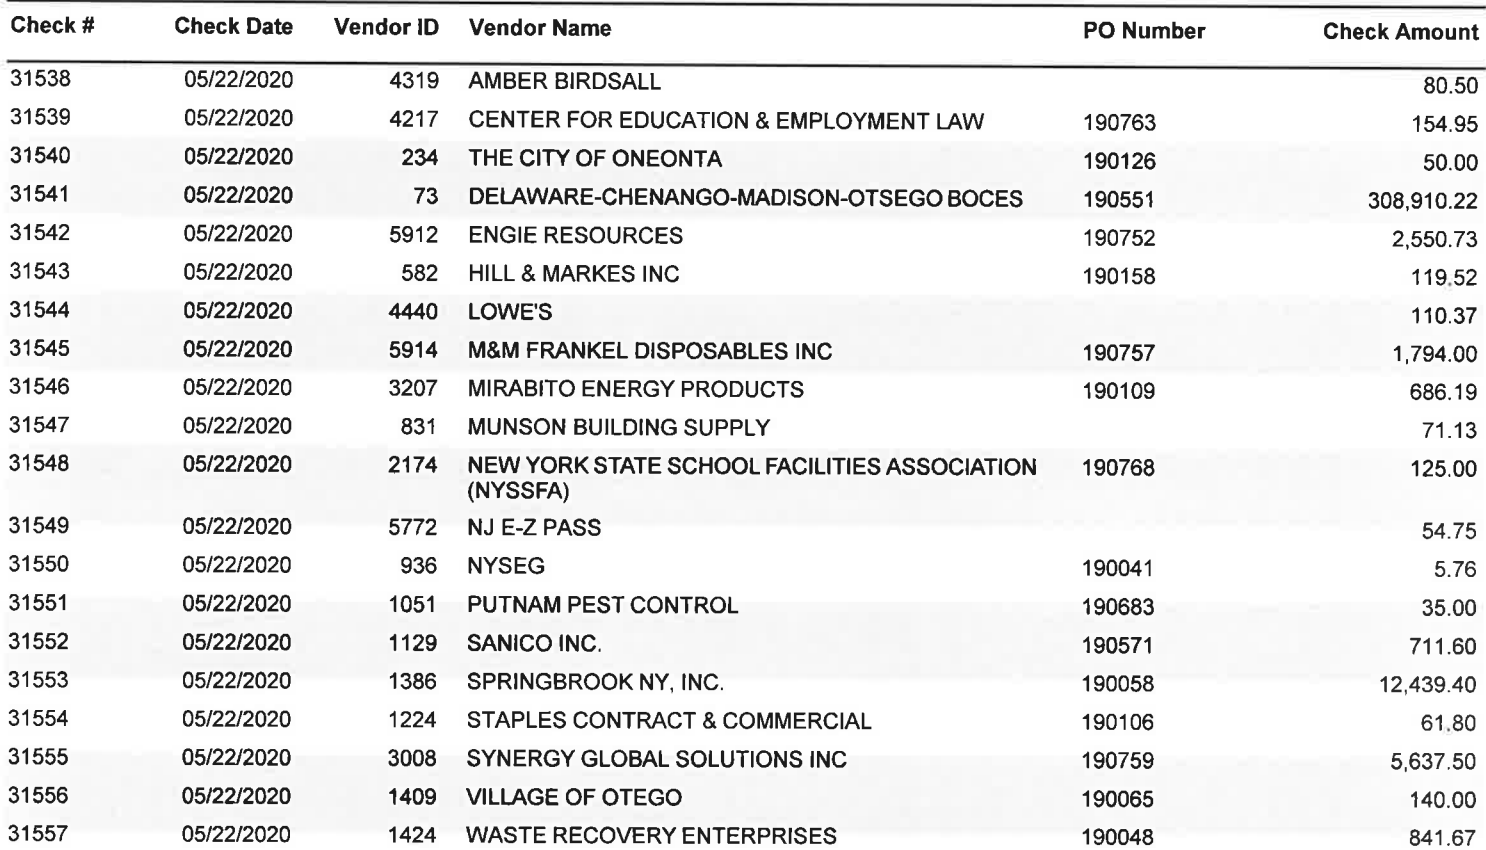 Check # Check Date Vendor ID Vendor Name PO Number Check Amount
31538 05/22/2020 4319 AMBER BIRDSALL 80.50
31539 05/22/2020 4217 CENTER FOR EDUCATION & EMPLOYMENT LAW 190763 154.95
31540 05/22/2020 234 THE CITY OF ONEONTA 190126 50.00
31541 05/22/2020 73 DELAWARE-CHENANGO-MADISON-OTSEGO BOCES 190551 308,910.22
31542 05/22/2020 5912 ENGIE RESOURCES 190752 2,550.73
31543 05/22/2020 582 HILL & MARKES INC 190158 119.52
31544 05/22/2020 4440 LOWE'S 110.37
31545 05/22/2020 5914 M&M FRANKEL DISPOSABLES INC 190757 1,794.00
31546 05/22/2020 3207 MIRABITO ENERGY PRODUCTS 190109 686.19
31547 05/22/2020 831 MUNSON BUILDING SUPPLY 71.13
31548 05/22/2020 2174 NEW YORK STATE SCHOOL FACILITIES ASSOCIATION 190768 125.00
(NYSSFA)
31549 05/22/2020 5772 NJ E-Z PASS 54.75
31550 05/22/2020 936 NYSEG 190041 5.76
31551 05/22/2020 1051 PUTNAM PEST CONTROL 190683 35.00
31552 05/22/2020 1129 SANICO INC. 190571 711.60
31553 05/22/2020 1386 SPRINGBROOK NY, INC. 190058 12,439.40
31554 05/22/2020 1224 STAPLES CONTRACT & COMMERCIAL 190106 61.80
31555 05/22/2020 3008 SYNERGY GLOBAL SOLUTIONS INC 190759 5,637.50
31556 05/22/2020 1409 VILLAGE OF OTEGO 190065 140.00
31557 05/22/2020 1424 WASTE RECOVERY ENTERPRISES 190048 841.67